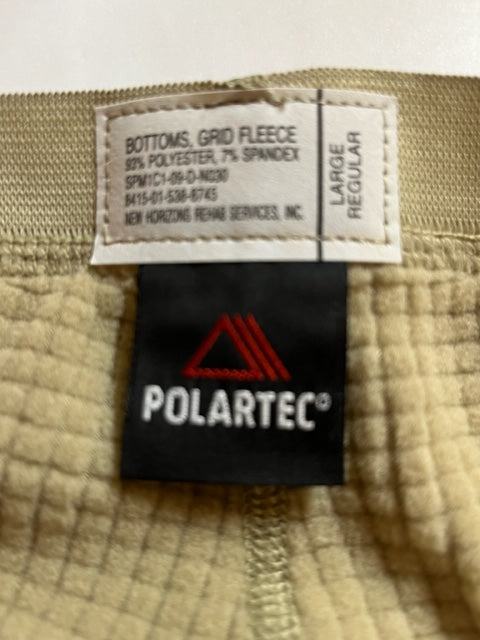 BOTTOMS, GRID FLEECE
93% POLYESTER, 7% SPANDEX
SPM1C1-09-D-N030
8415-01-538-6745
NEW HORIZONS REHAB SERVICES, INC.
LARGE
REGULAR
POLARTEC®